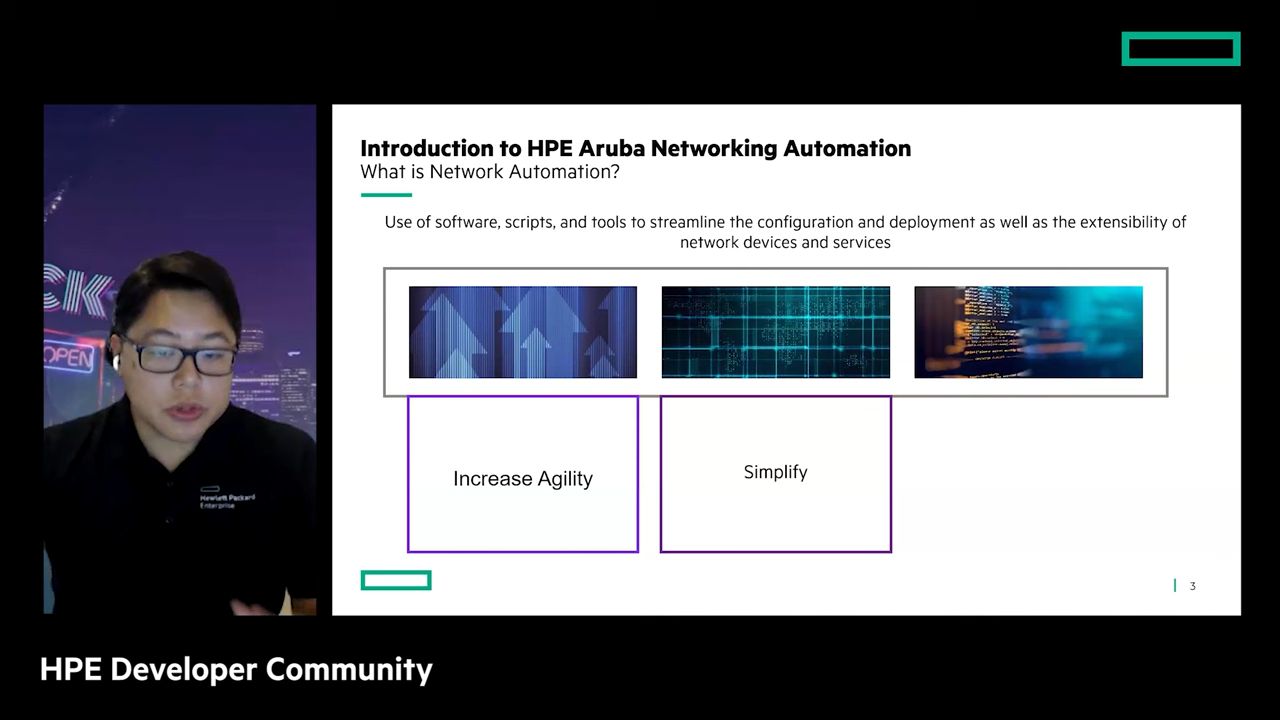 Introduction to HPE Aruba Networking Automation
What is Network Automation?
Use of software, scripts, and tools to streamline the configuration and deployment as well as the extensibility of
network devices and services
Increase Agility
Simplify
3
CK
OPEN
Hewlett Packard
Enterprise
HPE Developer Community